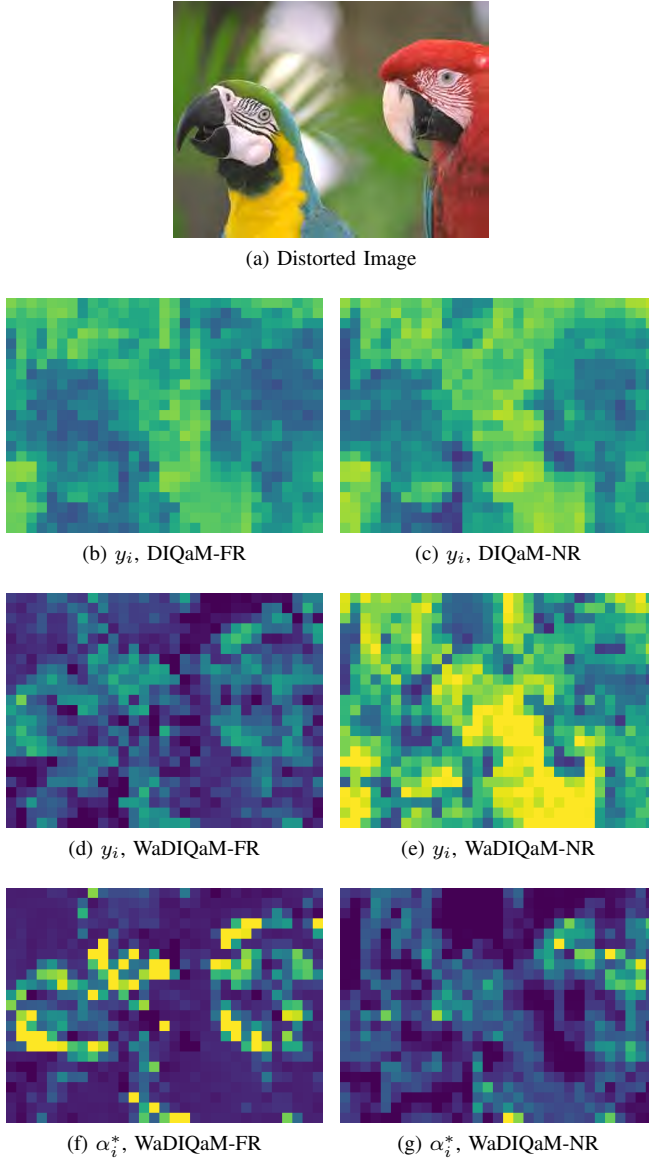 (a) Distorted Image
(b) y_i, DIQaM-FR
(c) y_i, DIQaM-NR
(d) y_i, WaDIQaM-FR
(e) y_i, WaDIQaM-NR
(f) α_i^*, WaDIQaM-FR
(g) α_i^*, WaDIQaM-NR